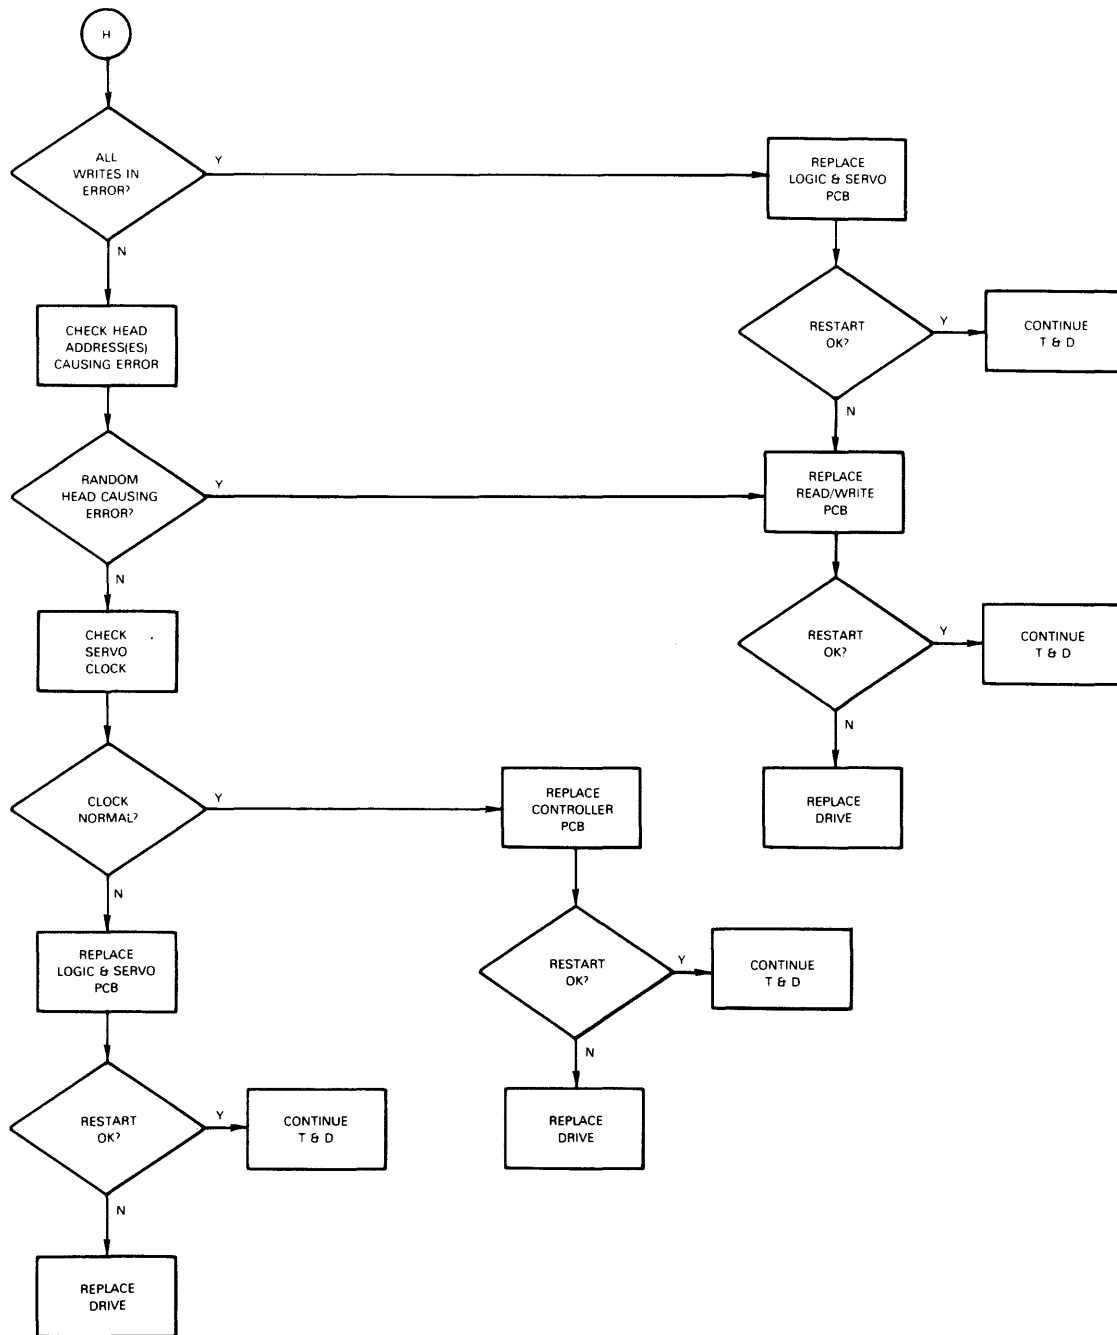 H
ALL
WRITES IN
ERROR?
Y
N
REPLACE
LOGIC & SERVO
PCB
RESTART
OK?
Y
N
CONTINUE
T & D
CHECK HEAD
ADDRESS(ES)
CAUSING ERROR
RANDOM
HEAD CAUSING
ERROR?
Y
N
REPLACE
READ/WRITE
PCB
RESTART
OK?
Y
N
CONTINUE
T & D
REPLACE
DRIVE
CHECK
SERVO
CLOCK
CLOCK
NORMAL?
Y
N
REPLACE
CONTROLLER
PCB
RESTART
OK?
Y
N
CONTINUE
T & D
REPLACE
DRIVE
REPLACE
LOGIC & SERVO
PCB
RESTART
OK?
Y
N
CONTINUE
T & D
REPLACE
DRIVE